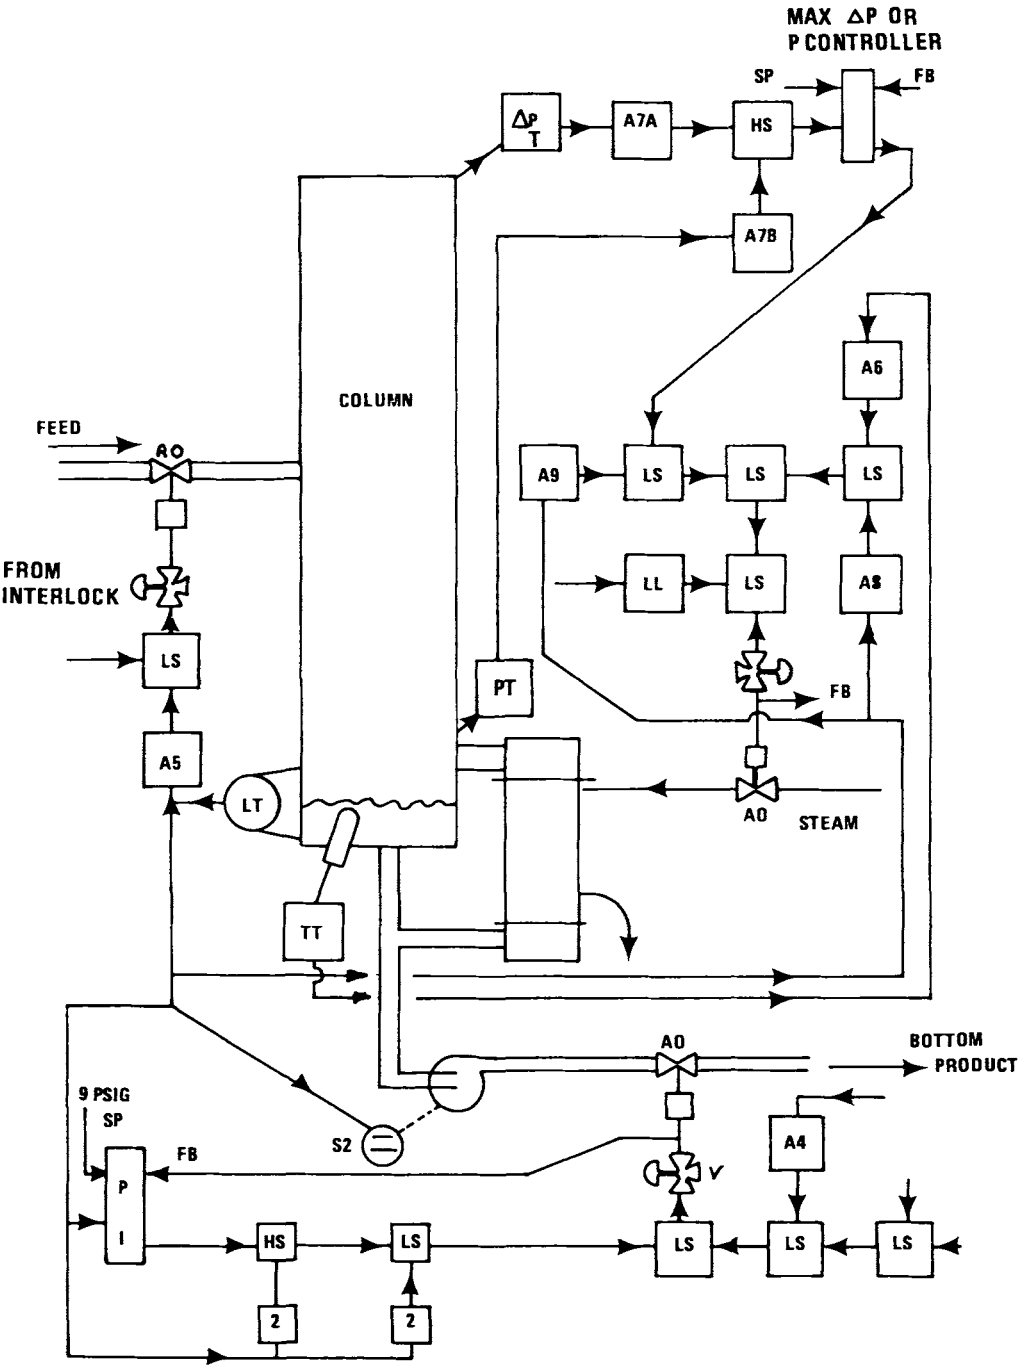 MAX ΔP OR
P CONTROLLER
SP
FB
ΔP
T
A7A
HS
A7B
COLUMN
A6
FEED
AO
A9
LS
LS
LS
FROM
INTERLOCK
LL
LS
A8
LS
PT
FB
A5
LT
AO
STEAM
TT
AO
BOTTOM
PRODUCT
9 PSIG
SP
S2
A4
FB
P
I
V
HS
LS
LS
LS
LS
2
2